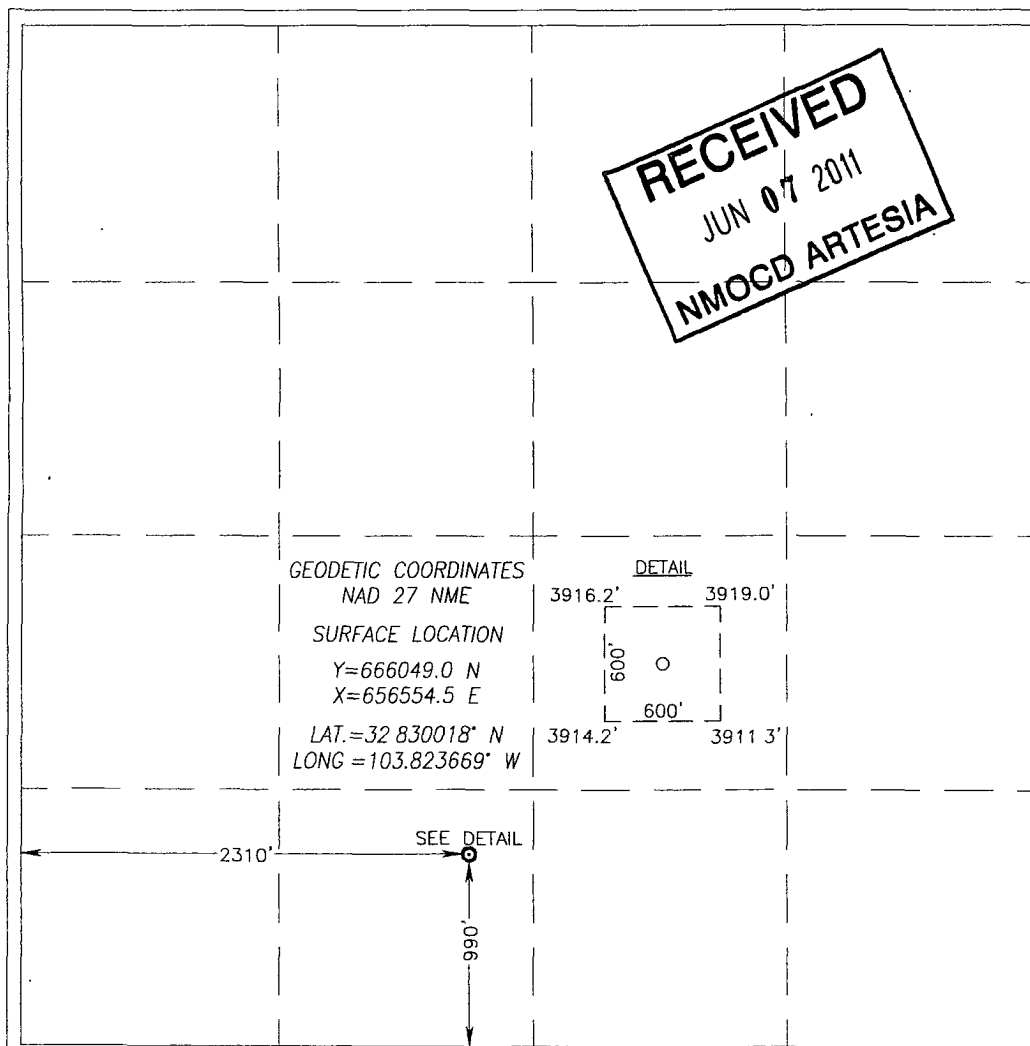 RECEIVED
JUN 07 2011
NMOCD ARTESIA
GEODETIC COORDINATES
NAD 27 NME
SURFACE LOCATION
Y=666049.0 N
X=656554.5 E
LAT.=32 830018° N
LONG =103.823669° W
DETAIL
3916.2' 3919.0'
600'
600'
3914.2' 3911 3'
SEE DETAIL
2310'
990'